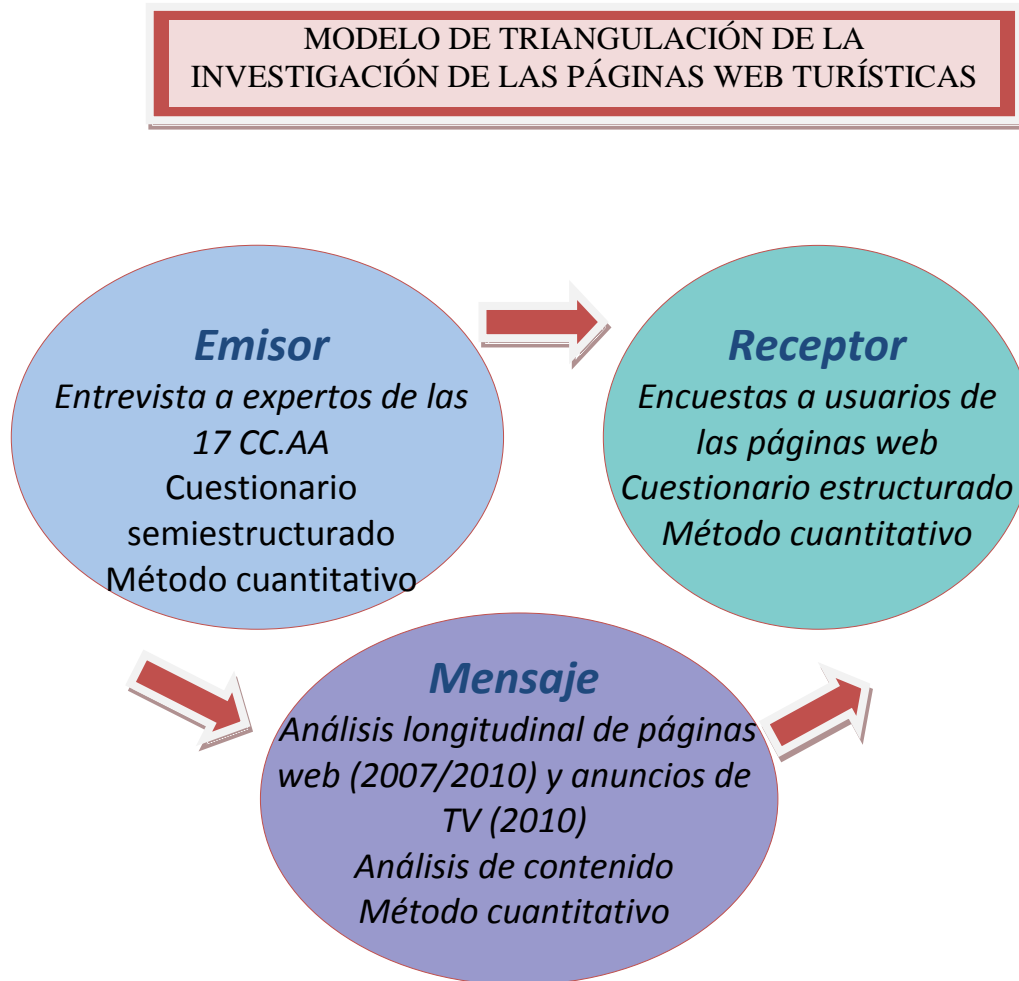 MODELO DE TRIANGULACIÓN DE LA
INVESTIGACIÓN DE LAS PÁGINAS WEB TURÍSTICAS
Emisor
Entrevista a expertos de las
17 CC.AA
Cuestionario
semiestructurado
Método cuantitativo
Receptor
Encuestas a usuarios de
las páginas web
Cuestionario estructurado
Método cuantitativo
Mensaje
Análisis longitudinal de páginas
web (2007/2010) y anuncios de
TV (2010)
Análisis de contenido
Método cuantitativo